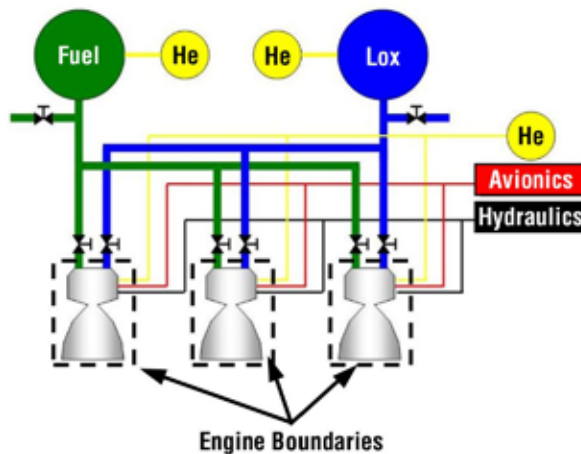 Fuel
He
He
Lox
He
Avionics
Hydraulics
Engine Boundaries